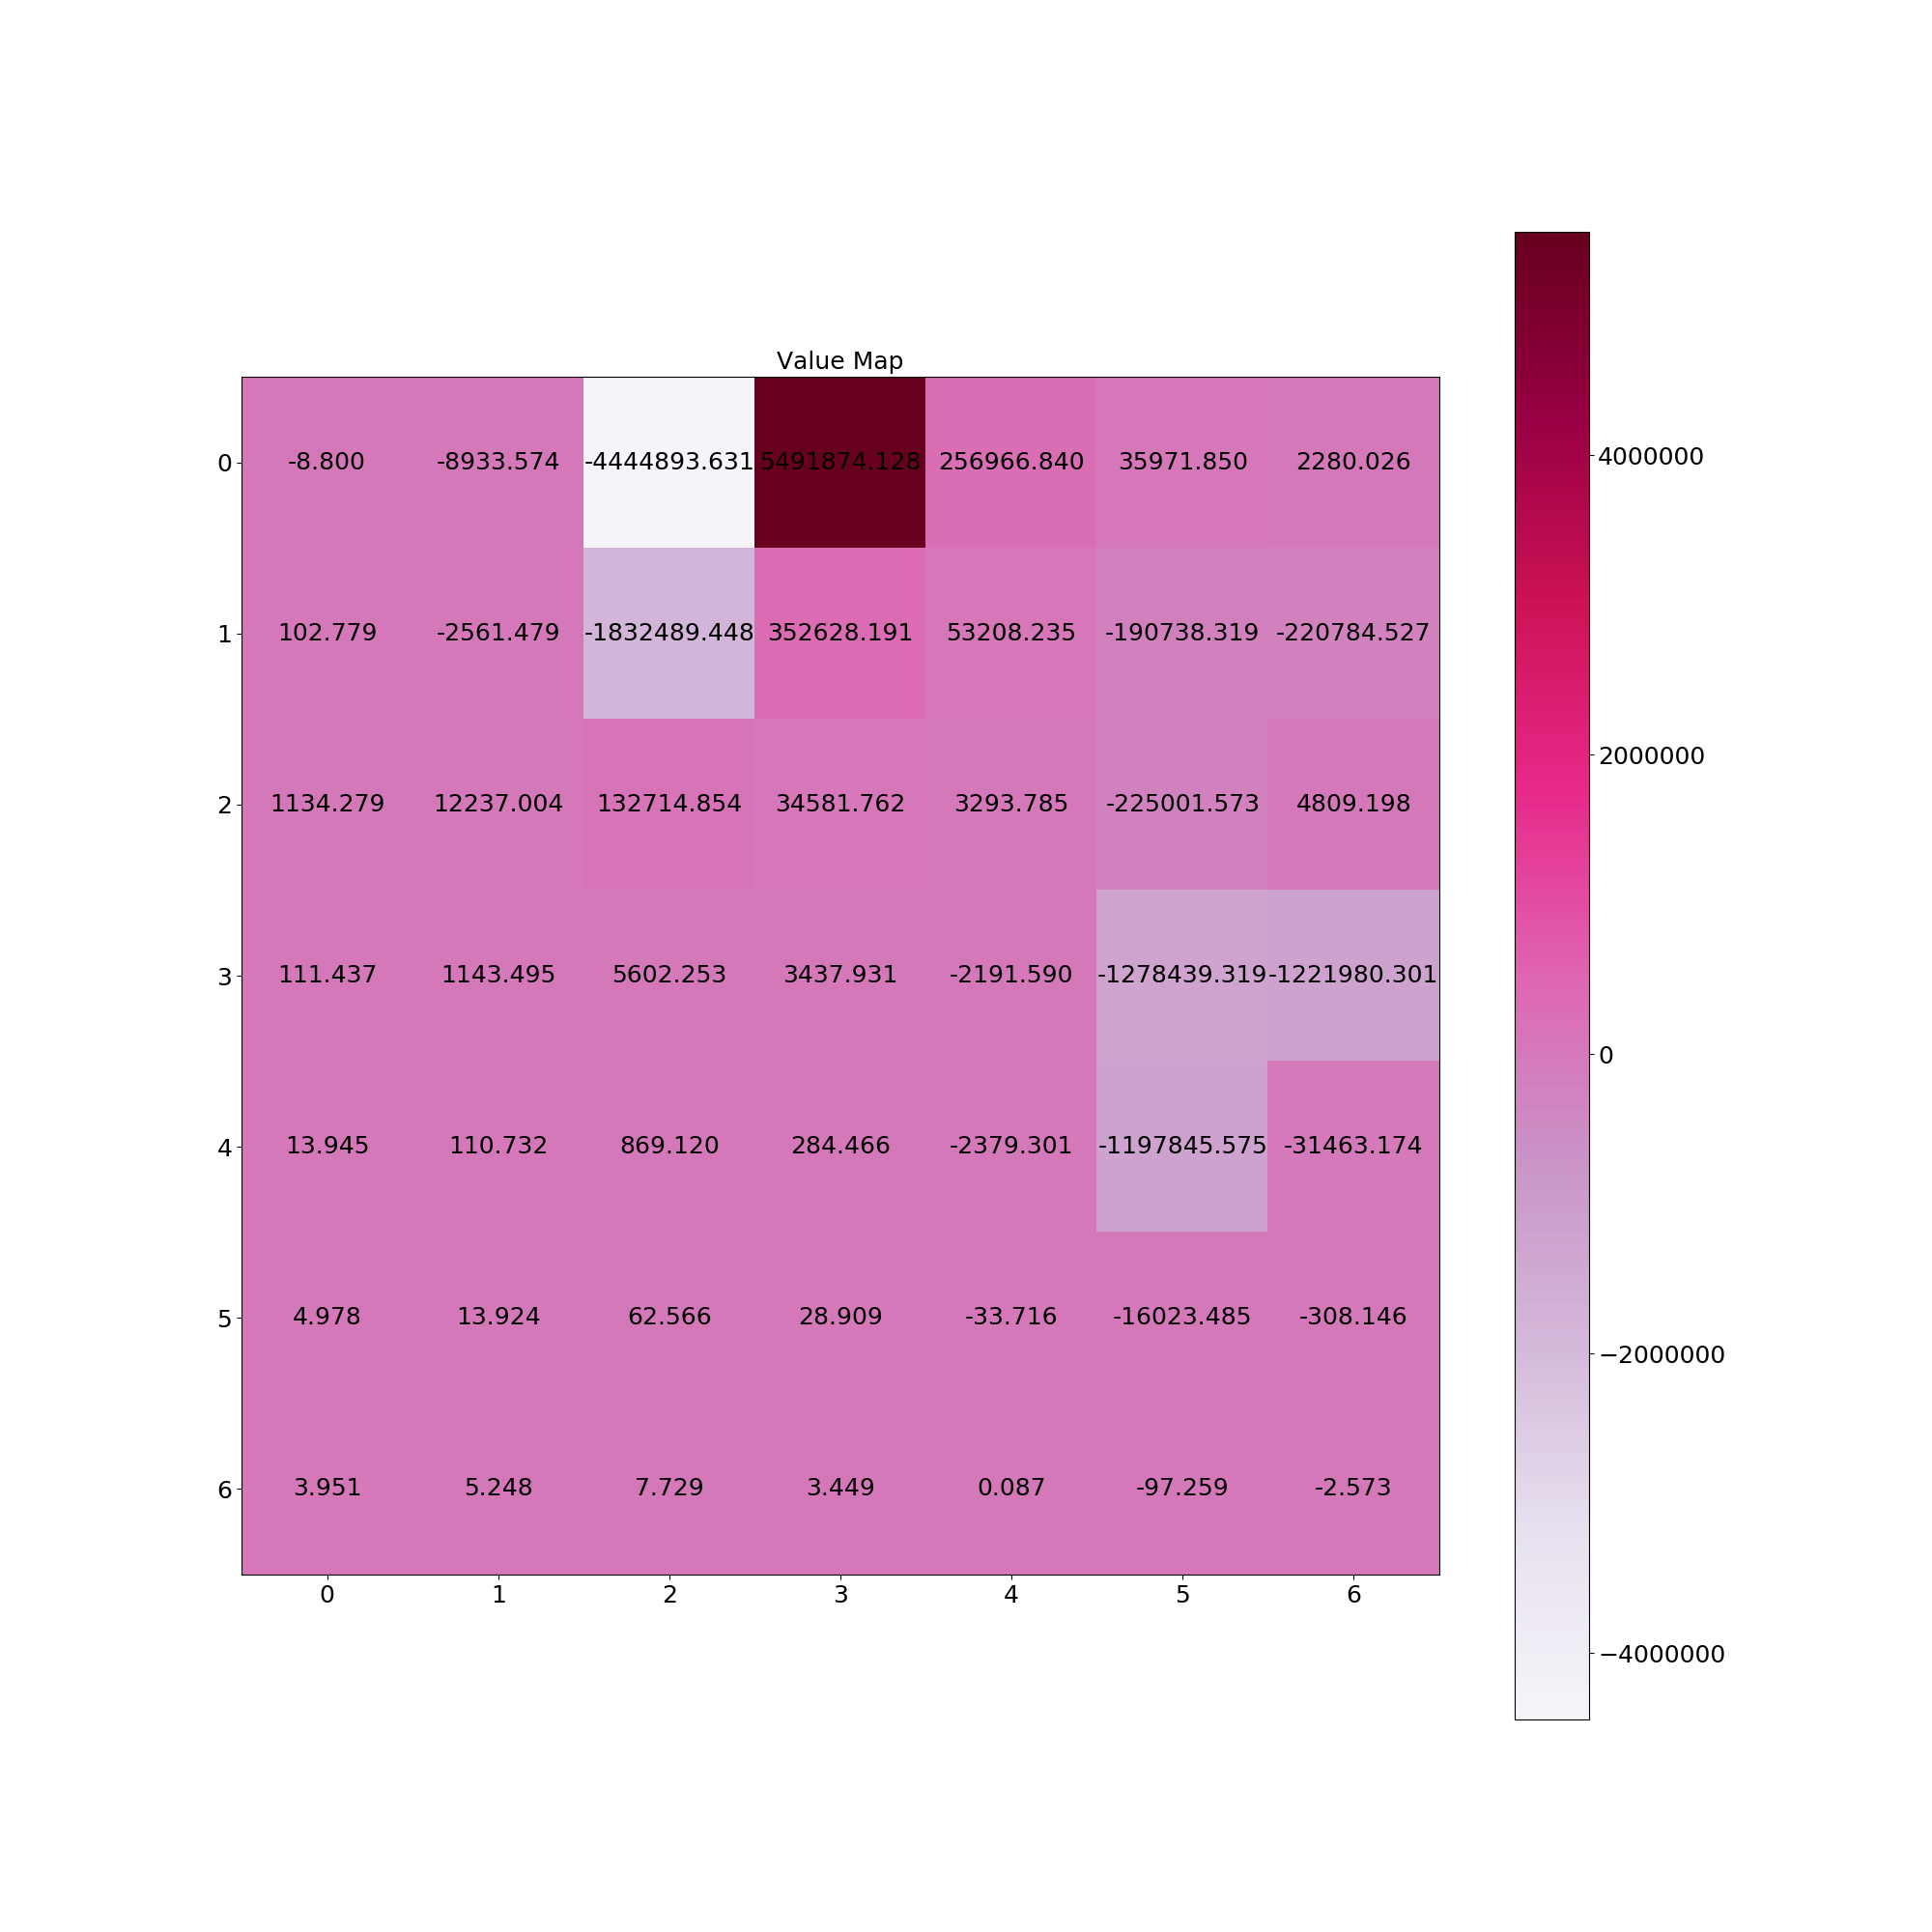 Value Map
0 -8.800 -8933.574 -4444893.631 5491874.128 256966.840 35971.850 2280.026
1 102.779 -2561.479 -1832489.448 352628.191 53208.235 -190738.319 -220784.527
2 1134.279 12237.004 132714.854 34581.762 3293.785 -225001.573 4809.198
3 111.437 1143.495 5602.253 3437.931 -2191.590 -1278439.319 -1221980.301
4 13.945 110.732 869.120 284.466 -2379.301 -1197845.575 -31463.174
5 4.978 13.924 62.566 28.909 -33.716 -16023.485 -308.146
6 3.951 5.248 7.729 3.449 0.087 -97.259 -2.573
0 1 2 3 4 5 6
4000000
2000000
0
−2000000
−4000000